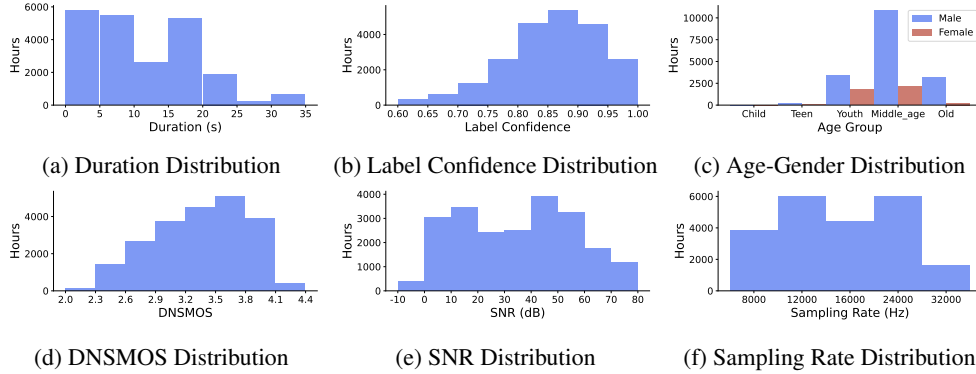 6000
4000
2000
0
Hours
0 5 10 15 20 25 30 35
Duration (s)
(a) Duration Distribution
4000
2000
0
Hours
0.60 0.65 0.70 0.75 0.80 0.85 0.90 0.95 1.00
Label Confidence
(b) Label Confidence Distribution
10000
7500
5000
2500
0
Hours
Male
Female
Child Teen Youth Middle_age Old
Age Group
(c) Age-Gender Distribution
4000
2000
0
Hours
2.0 2.3 2.6 2.9 3.2 3.5 3.8 4.1 4.4
DNSMOS
(d) DNSMOS Distribution
4000
3000
2000
1000
0
Hours
-10 0 10 20 30 40 50 60 70 80
SNR (dB)
(e) SNR Distribution
6000
4000
2000
0
Hours
8000 12000 16000 24000 32000
Sampling Rate (Hz)
(f) Sampling Rate Distribution